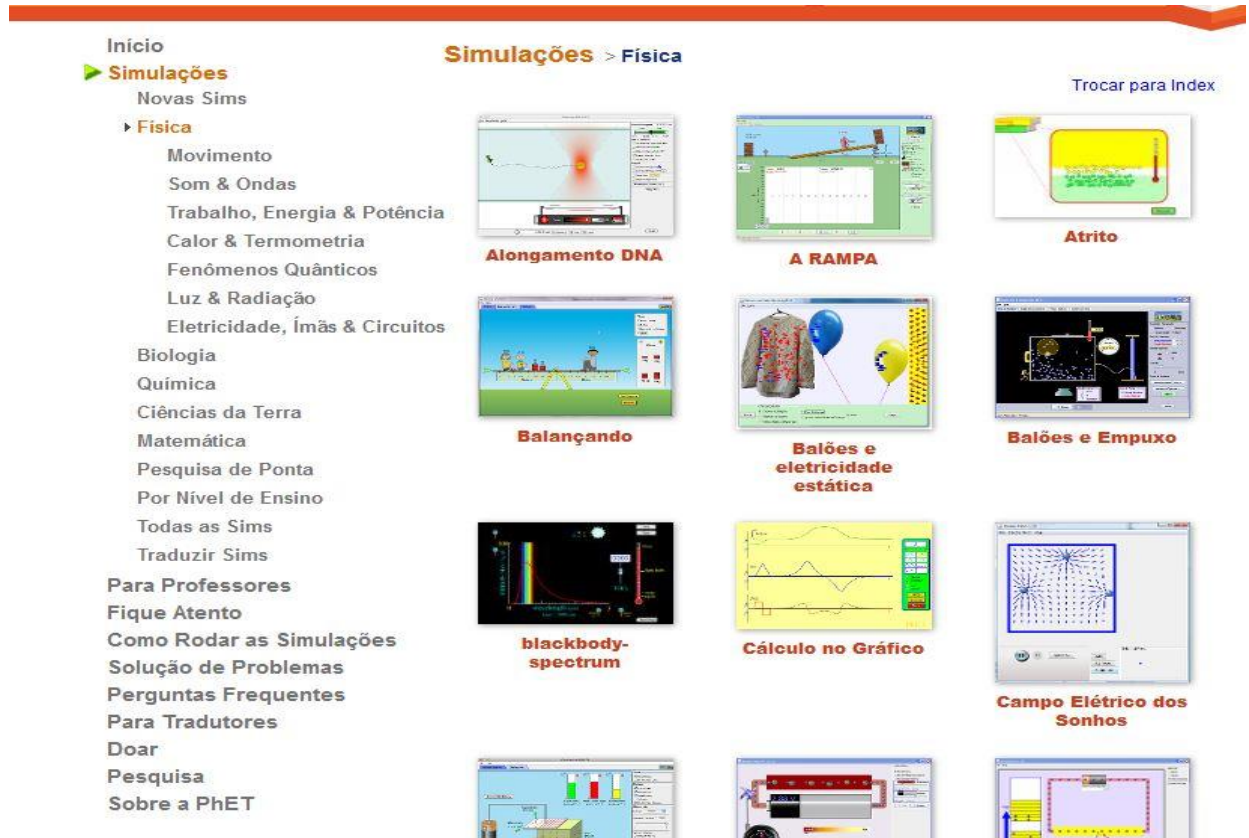 Início
Simulações
Novas Sims
Física
Movimento
Som & Ondas
Trabalho, Energia & Potência
Calor & Termometria
Fenômenos Quânticos
Luz & Radiação
Eletricidade, Ímãs & Circuitos
Biologia
Química
Ciências da Terra
Matemática
Pesquisa de Ponta
Por Nível de Ensino
Todas as Sims
Traduzir Sims
Para Professores
Fique Atento
Como Rodar as Simulações
Solução de Problemas
Perguntas Frequentes
Para Tradutores
Doar
Pesquisa
Sobre a PhET
Simulações > Física
Trocar para Index
Alongamento DNA
A RAMPA
Atrito
Balançando
Balões e
eletricidade
estática
Balões e Empuxo
blackbody-
spectrum
Cálculo no Gráfico
Campo Elétrico dos
Sonhos